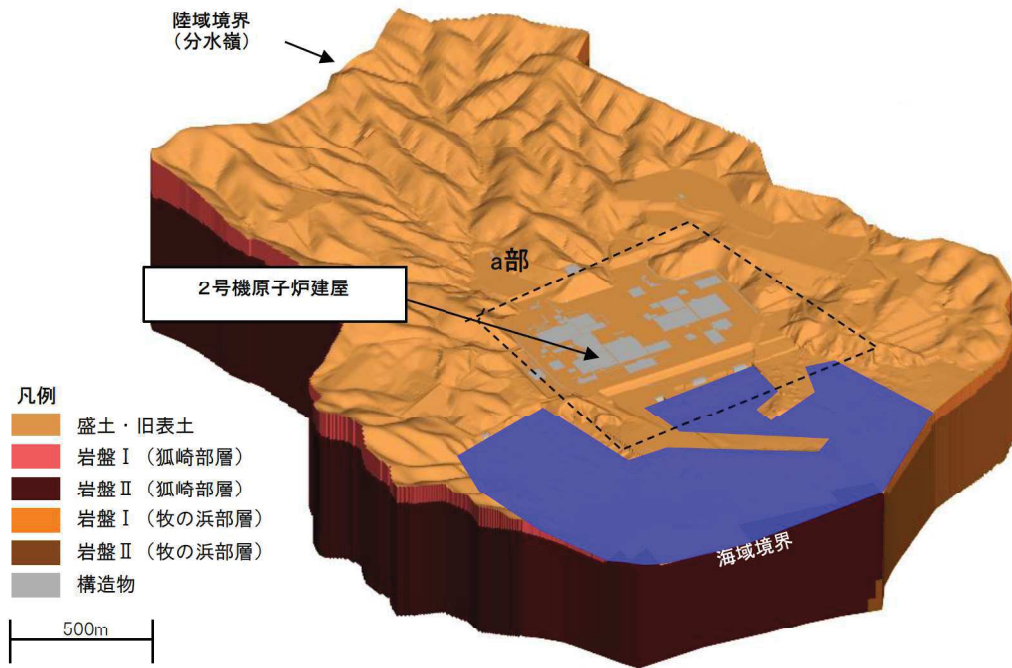 陸域境界
（分水嶺）
a部
2号機原子炉建屋
凡例
盛土・旧表土
岩盤Ⅰ（狐崎部層）
岩盤Ⅱ（狐崎部層）
岩盤Ⅰ（牧の浜部層）
岩盤Ⅱ（牧の浜部層）
構造物
500m
海域境界